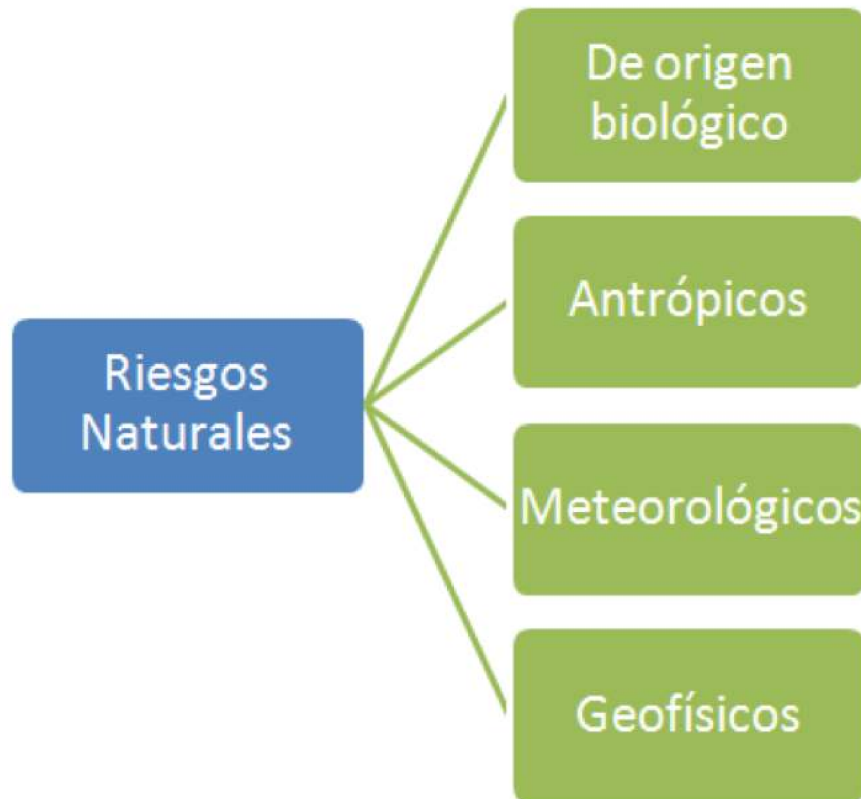 Riesgos
Naturales
De origen
biológico
Antrópicos
Meteorológicos
Geofísicos